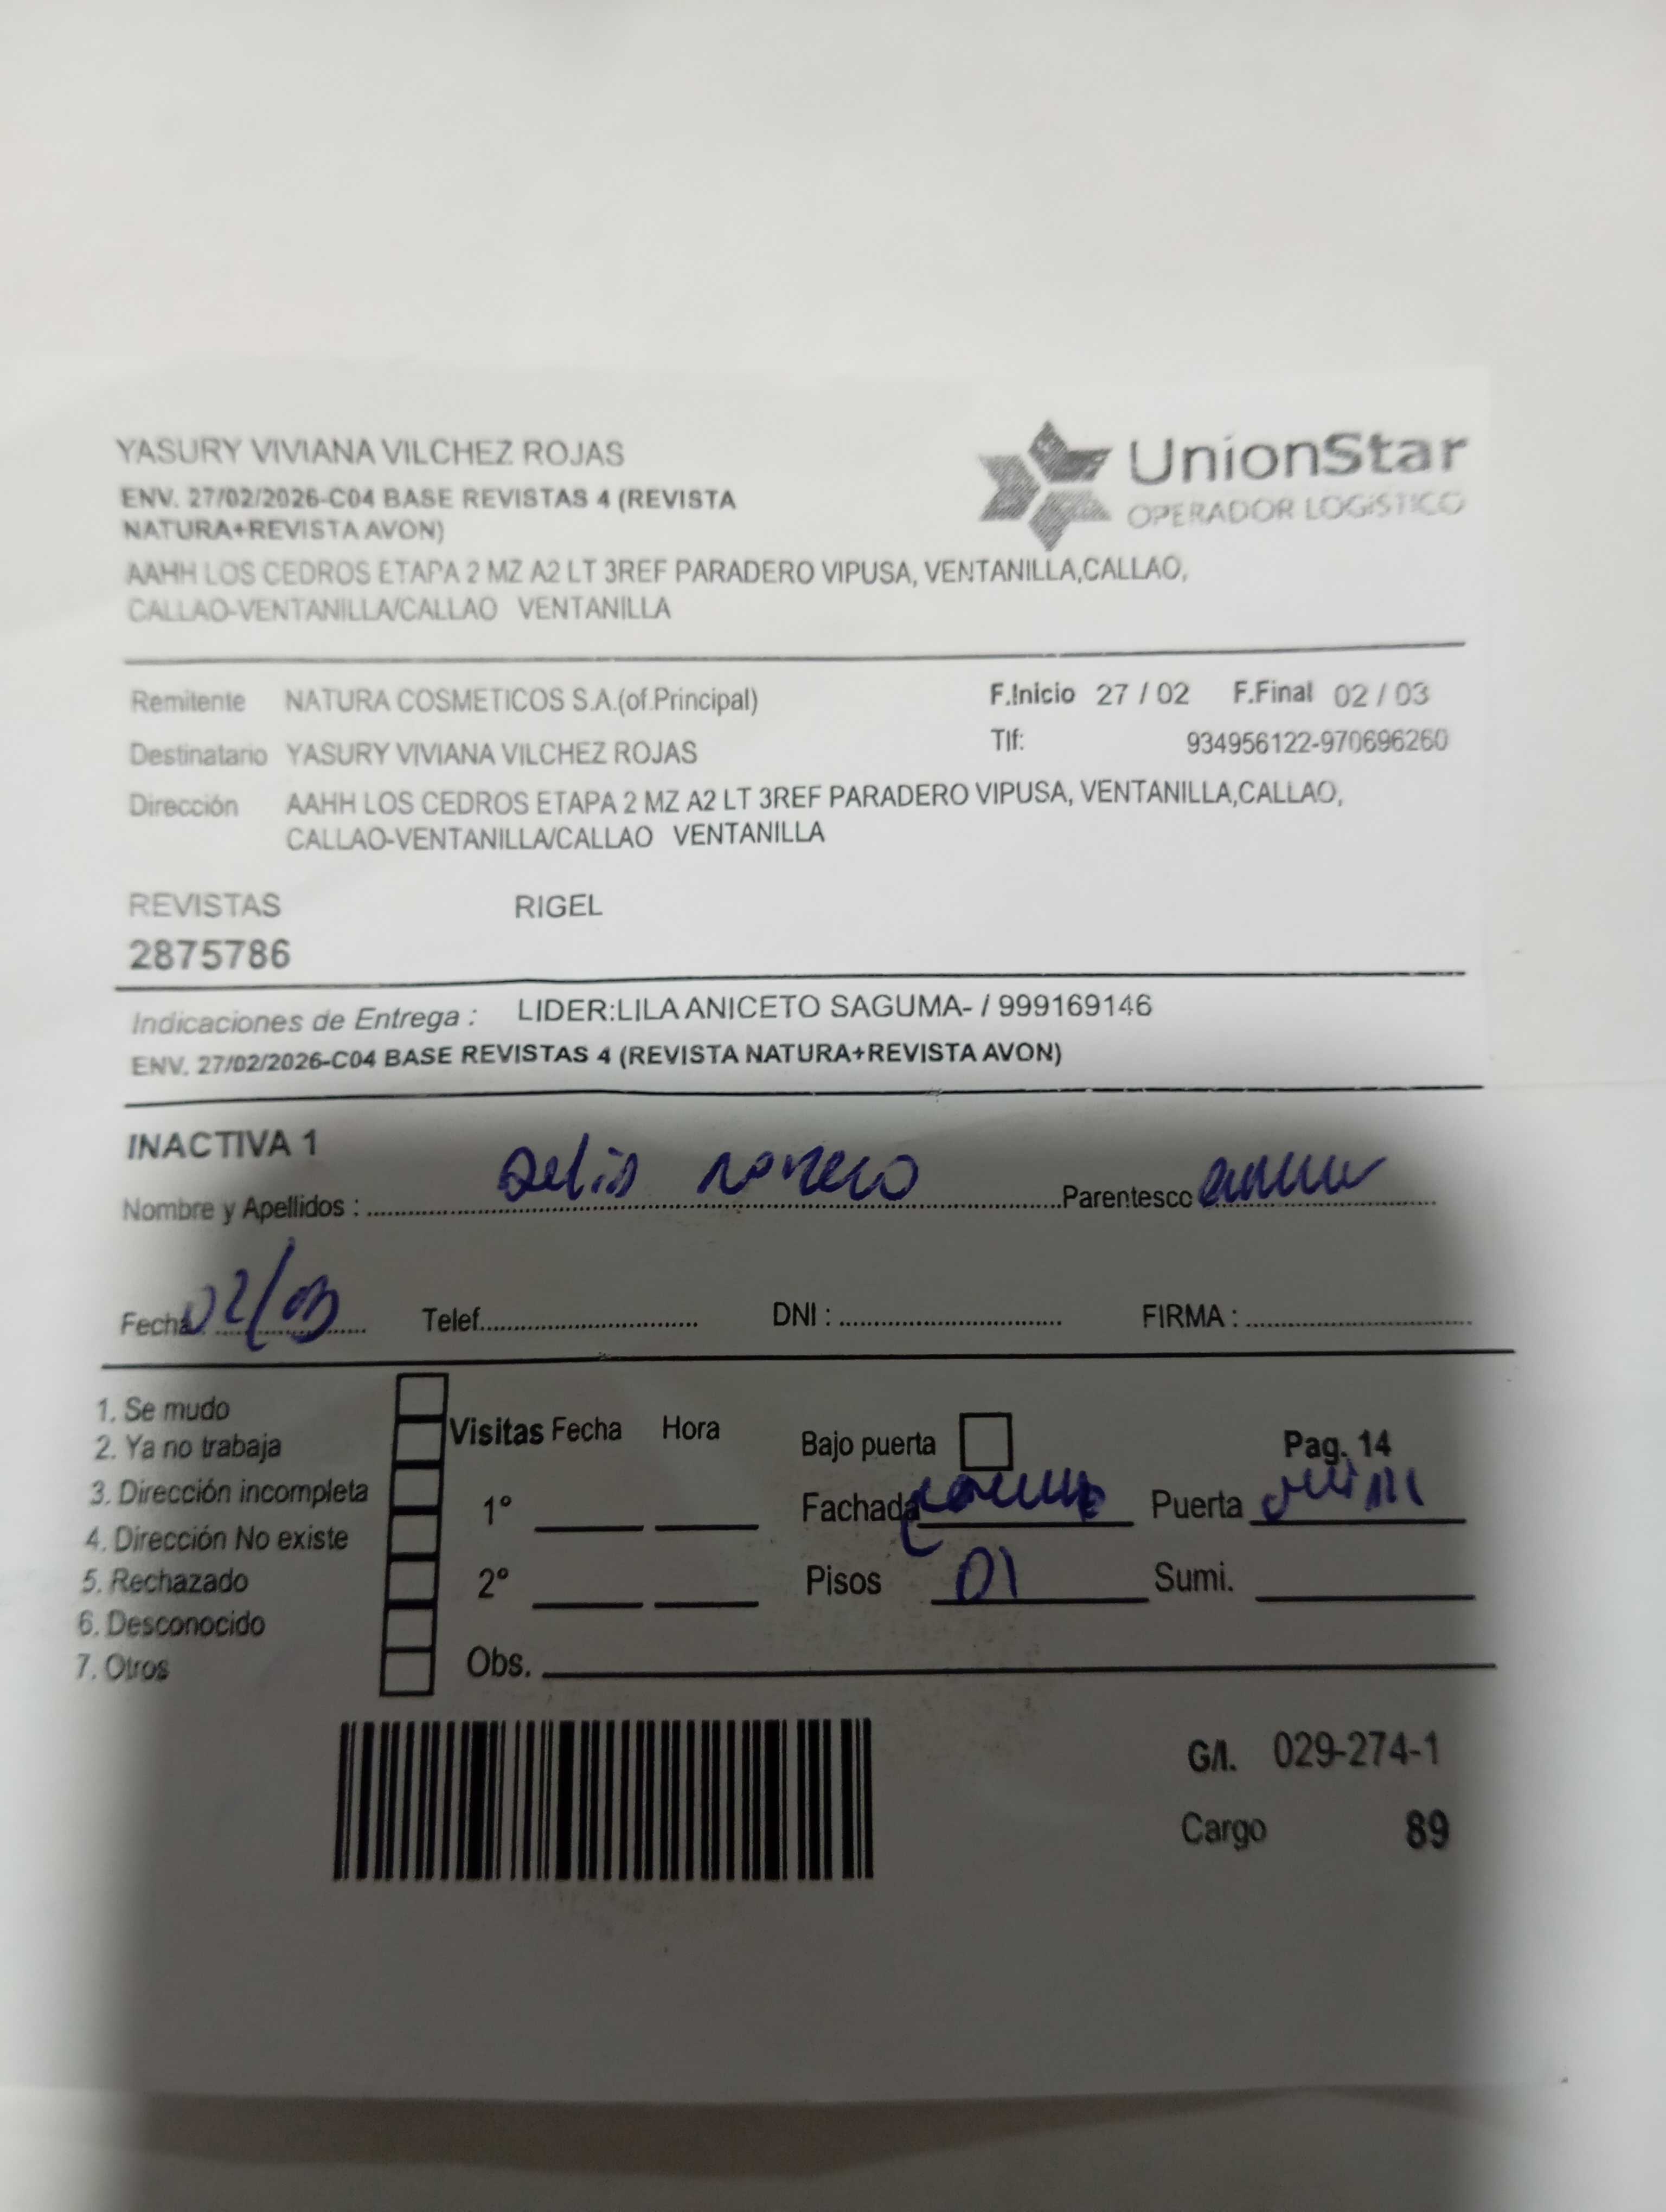 YASURY VIVIANA VILCHEZ ROJAS
UnionStar
OPERADOR LOGÍSTICO
ENV. 27/02/2026-C04 BASE REVISTAS 4 (REVISTA
NATURA+REVISTA AVON)
AAHH LOS CEDROS ETAPA 2 MZ A2 LT 3REF PARADERO VIPUSA, VENTANILLA,CALLAO,
CALLAO-VENTANILLA/CALLAO VENTANILLA
Remitente NATURA COSMETICOS S.A.(of.Principal) F.Inicio 27 / 02 F.Final 02 / 03
Destinatario YASURY VIVIANA VILCHEZ ROJAS Tlf: 934956122-970696260
Dirección AAHH LOS CEDROS ETAPA 2 MZ A2 LT 3REF PARADERO VIPUSA, VENTANILLA,CALLAO,
CALLAO-VENTANILLA/CALLAO VENTANILLA
REVISTAS RIGEL
2875786
Indicaciones de Entrega : LIDER:LILA ANICETO SAGUMA- / 999169146
ENV. 27/02/2026-C04 BASE REVISTAS 4 (REVISTA NATURA+REVISTA AVON)
INACTIVA 1
Nombre y Apellidos : Delia Parentesco
Fecha: 02/03 Telef. DNI : FIRMA :
1. Se mudo
2. Ya no trabaja
3. Dirección incompleta
4. Dirección No existe
5. Rechazado
6. Desconocido
7. Otros
Visitas Fecha Hora
1°
2°
Obs.
Bajo puerta
Pag. 14
Fachada Puerta
Pisos 01 Sumi.
G/I. 029-274-1
Cargo 89